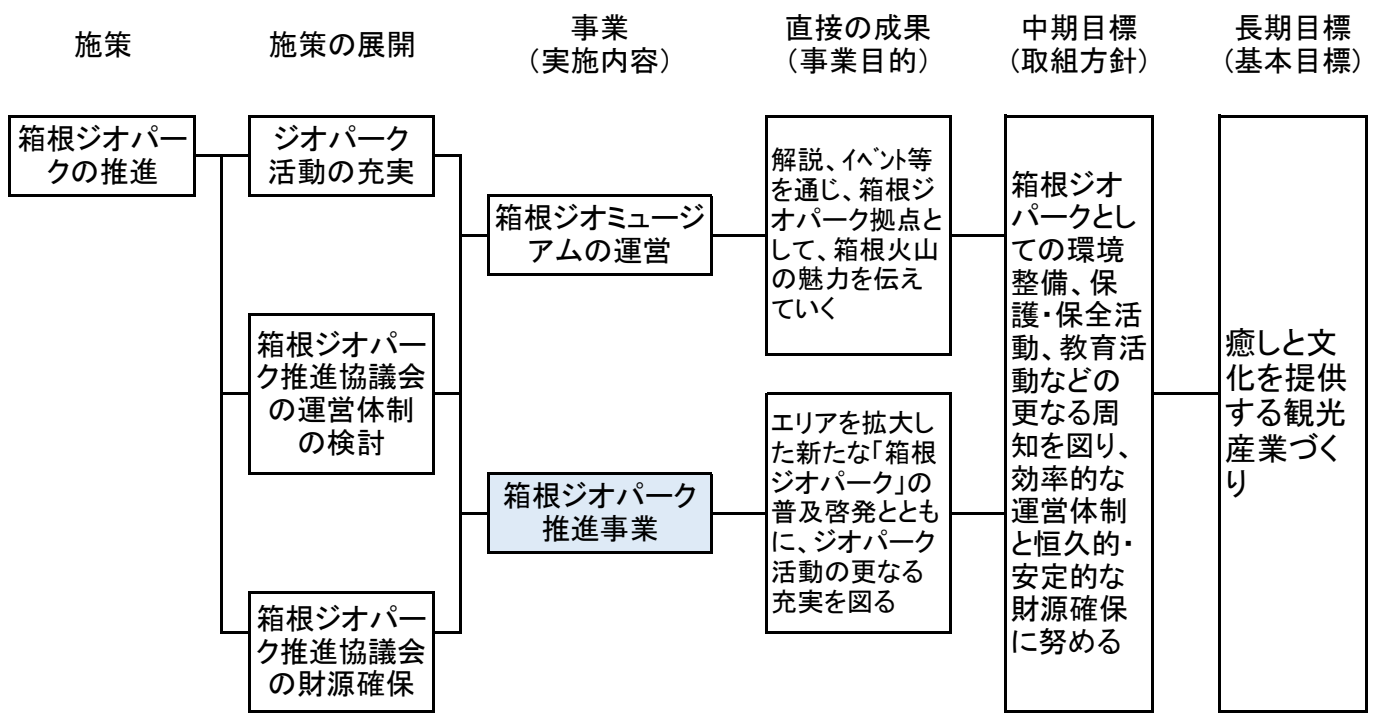 施策
施策の展開
事業
（実施内容）
直接の成果
（事業目的）
中期目標
（取組方針）
長期目標
（基本目標）
箱根ジオパー
クの推進
ジオパーク
活動の充実
箱根ジオパー
ク推進協議会
の運営体制
の検討
箱根ジオパー
ク推進協議会
の財源確保
箱根ジオミュージ
アムの運営
箱根ジオパーク
推進事業
解説、ｲﾍﾞﾝﾄ等
を通じ、箱根ジ
オパーク拠点と
して、箱根火山
の魅力を伝え
ていく
エリアを拡大し
た新たな「箱根
ジオパーク」の
普及啓発ととも
に、ジオパーク
活動の更なる
充実を図る
箱根ジオ
パークとし
ての環境
整備、保
護・保全活
動、教育活
動などの
更なる周
知を図り、
効率的な
運営体制
と恒久的・
安定的な
財源確保
に努める
癒しと文
化を提供
する観光
産業づく
り